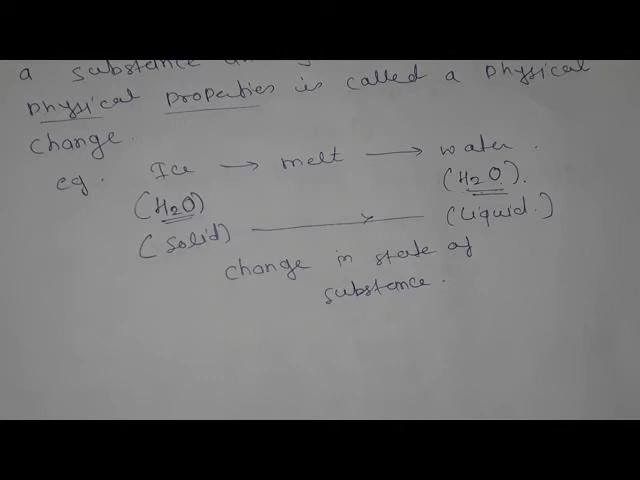 a substance
physical properties is called a physical
change.
eg. Ice → melt → water.
(H2O) (H2O).
(Solid) → (Liquid.)
change in state of
substance.